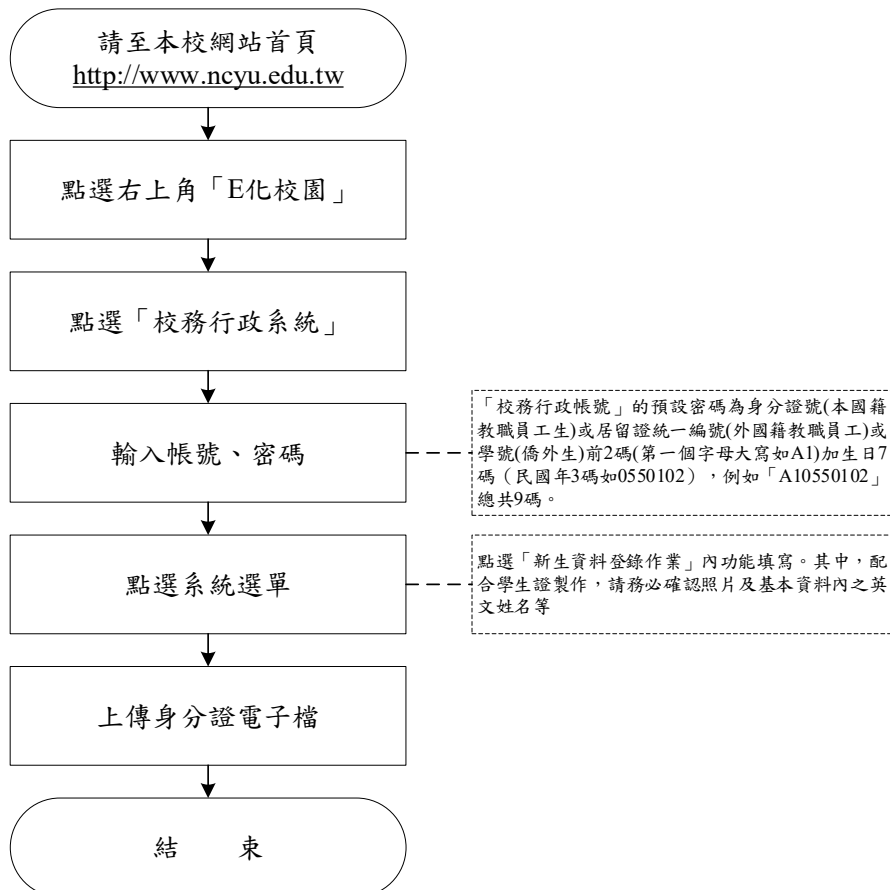 請至本校網站首頁
http://www.ncyu.edu.tw
點選右上角「E化校園」
點選「校務行政系統」
輸入帳號、密碼
「校務行政帳號」的預設密碼為身分證號(本國籍
教職員工生)或居留證統一編號(外國籍教職員工)或
學號(僑外生)前2碼(第一個字母大寫如A1)加生日7
碼（民國年3碼如0550102），例如「A10550102」
總共9碼。
點選系統選單
點選「新生資料登錄作業」內功能填寫。其中，配
合學生證製作，請務必確認照片及基本資料內之英
文姓名等
上傳身分證電子檔
結　　束